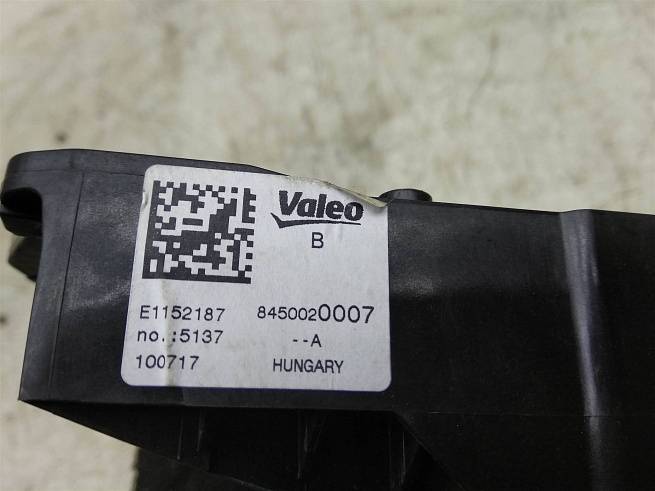 Valeo
B
E1152187 8450020007
no.:5137 --A
100717 HUNGARY